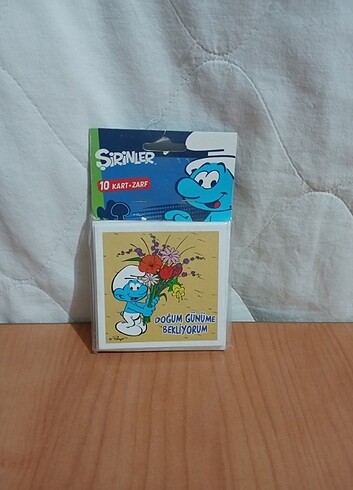 ŞİRİNLER
10 KART+ZARF
DOĞUM GÜNÜME
BEKLİYORUM